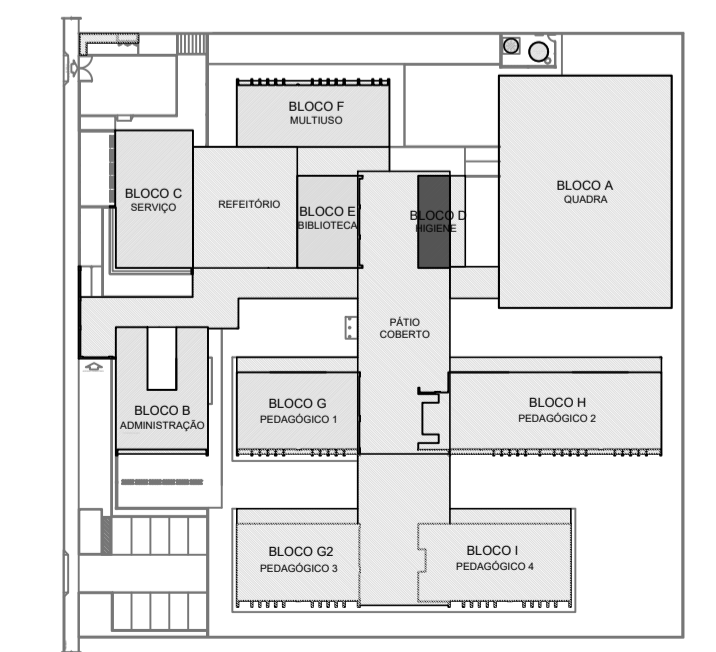 BLOCO F
MULTIUSO
BLOCO A
QUADRA
BLOCO C
SERVIÇO
REFEITÓRIO
BLOCO E
BIBLIOTECA
BLOCO D
HIGIENE
PÁTIO
COBERTO
BLOCO B
ADMINISTRAÇÃO
BLOCO G
PEDAGÓGICO 1
BLOCO H
PEDAGÓGICO 2
BLOCO G2
PEDAGÓGICO 3
BLOCO I
PEDAGÓGICO 4